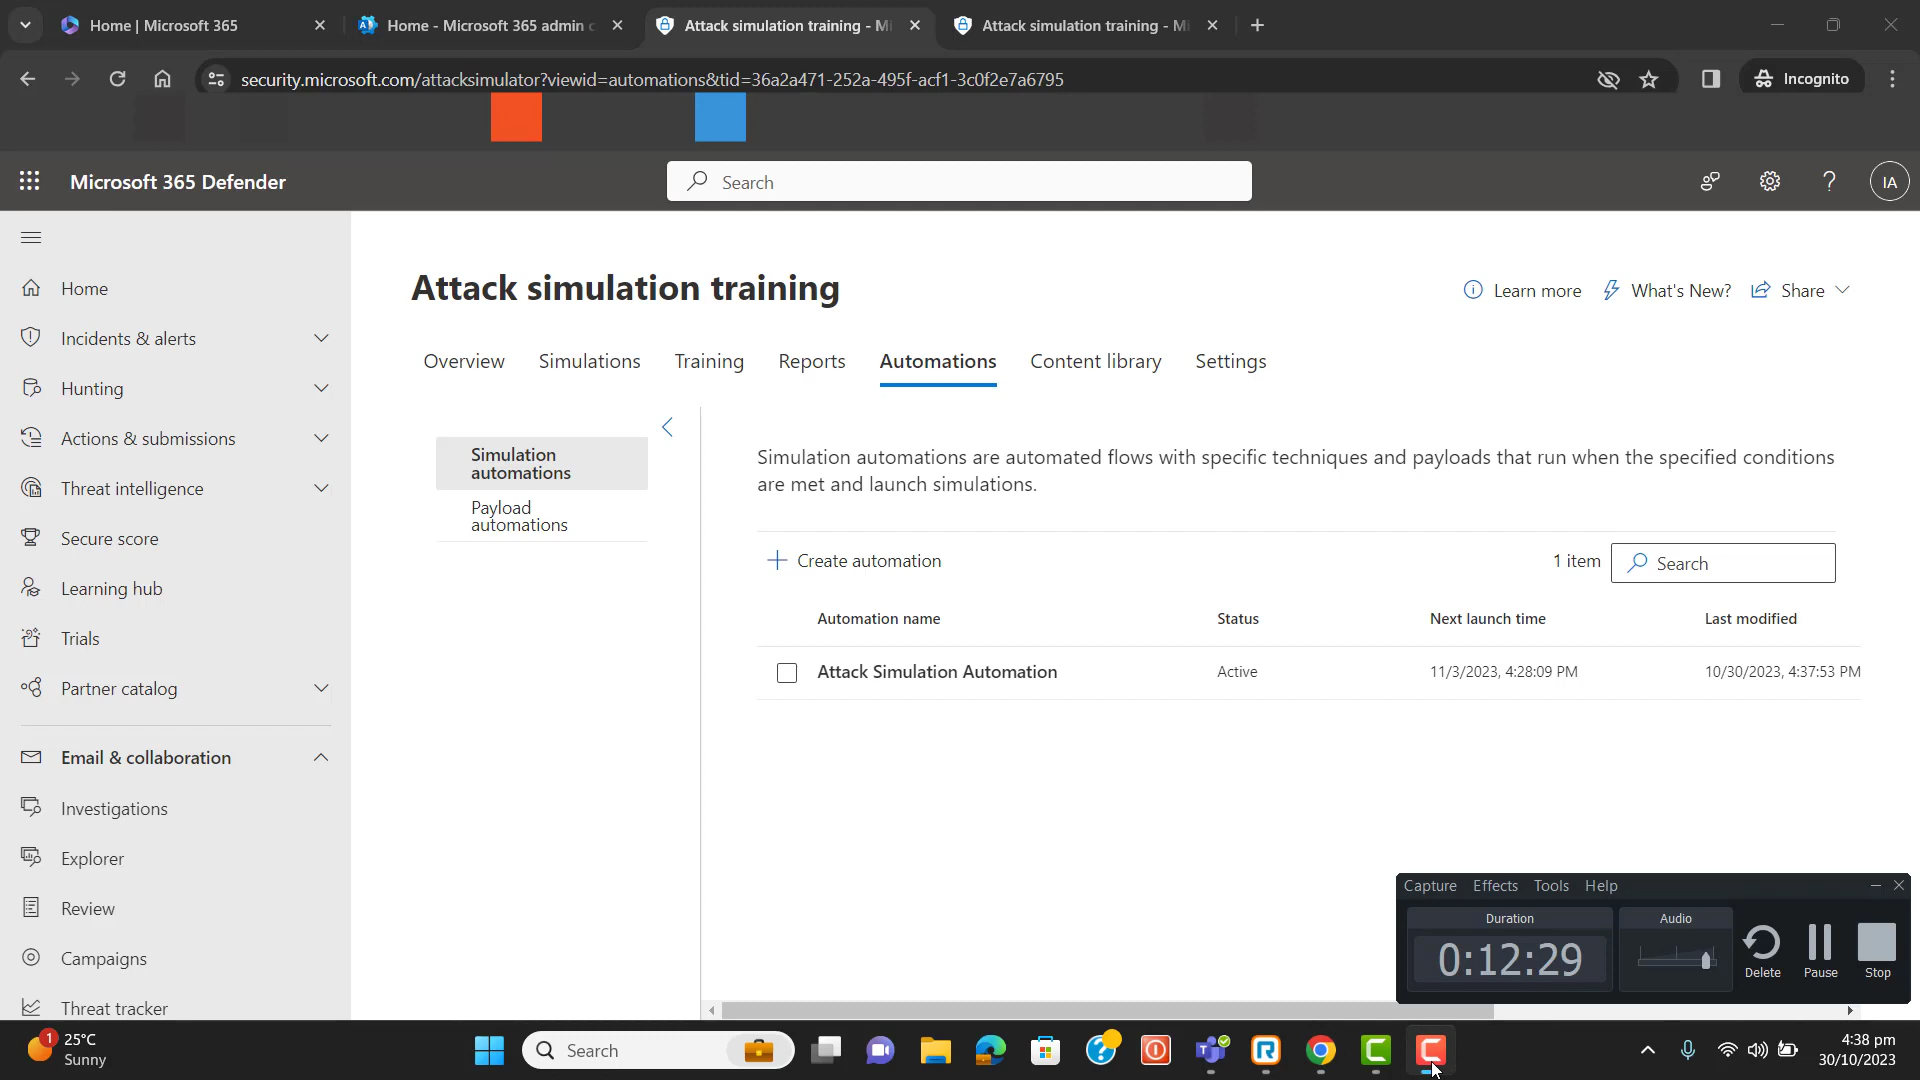 Home | Microsoft 365
Home - Microsoft 365 admin c
Attack simulation training - Mi
Attack simulation training - Mi
security.microsoft.com/attacksimulator?viewid=automations&tid=36a2a471-252a-495f-acf1-3c0f2e7a6795
Incognito
Microsoft 365 Defender
Search
IA
Home
Incidents & alerts
Hunting
Actions & submissions
Threat intelligence
Secure score
Learning hub
Trials
Partner catalog
Email & collaboration
Investigations
Explorer
Review
Campaigns
Threat tracker
Attack simulation training
Learn more
What's New?
Share
Overview
Simulations
Training
Reports
Automations
Content library
Settings
Simulation
automations
Payload
automations
Simulation automations are automated flows with specific techniques and payloads that run when the specified conditions
are met and launch simulations.
Create automation
1 item
Search
Automation name
Status
Next launch time
Last modified
Attack Simulation Automation
Active
11/3/2023, 4:28:09 PM
10/30/2023, 4:37:53 PM
Capture
Effects
Tools
Help
Duration
Audio
0:12:29
Delete
Pause
Stop
1
25°C
Sunny
Search
4:38 pm
30/10/2023